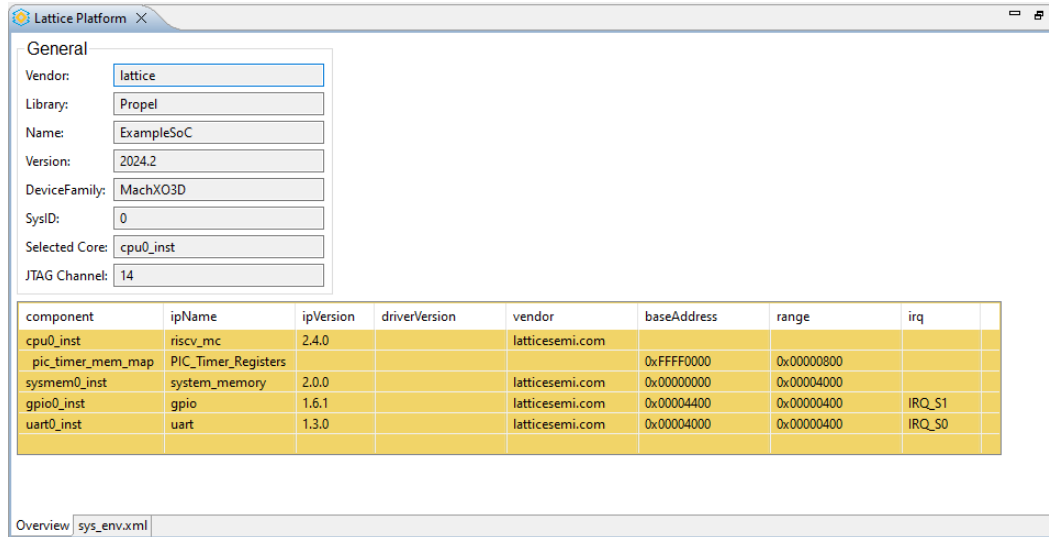 Lattice Platform
General
Vendor: lattice
Library: Propel
Name: ExampleSoC
Version: 2024.2
DeviceFamily: MachXO3D
SysID: 0
Selected Core: cpu0_inst
JTAG Channel: 14
component ipName ipVersion driverVersion vendor baseAddress range irq
cpu0_inst riscv_mc 2.4.0 latticesemi.com
pic_timer_mem_map PIC_Timer_Registers 0xFFFF0000 0x00000800
sysmem0_inst system_memory 2.0.0 latticesemi.com 0x00000000 0x00004000
gpio0_inst gpio 1.6.1 latticesemi.com 0x00004400 0x00000400 IRQ_S1
uart0_inst uart 1.3.0 latticesemi.com 0x00004000 0x00000400 IRQ_S0
Overview sys_env.xml